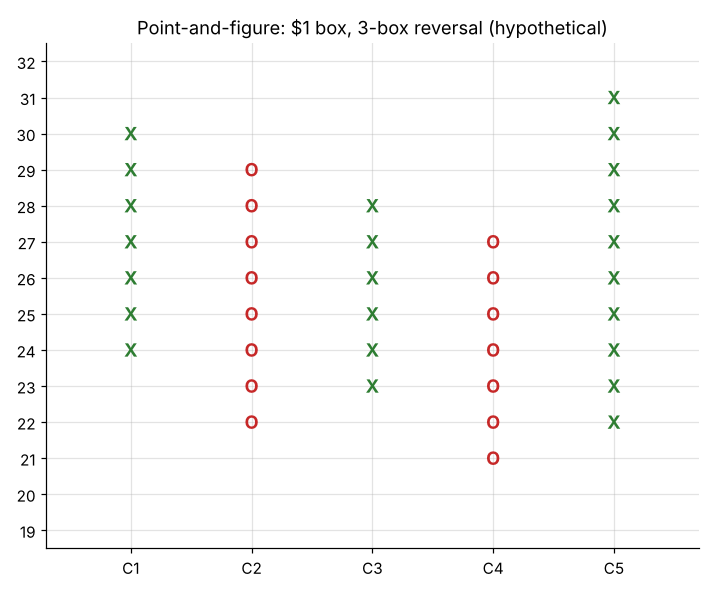 Point-and-figure: $1 box, 3-box reversal (hypothetical)
32
31 X
30 X X
29 X O X
28 X O X X
27 X O X O X
26 X O X O X
25 X O X O X
24 X O X O X
23 O X O X
22 O O X
21 O
20
19
C1 C2 C3 C4 C5